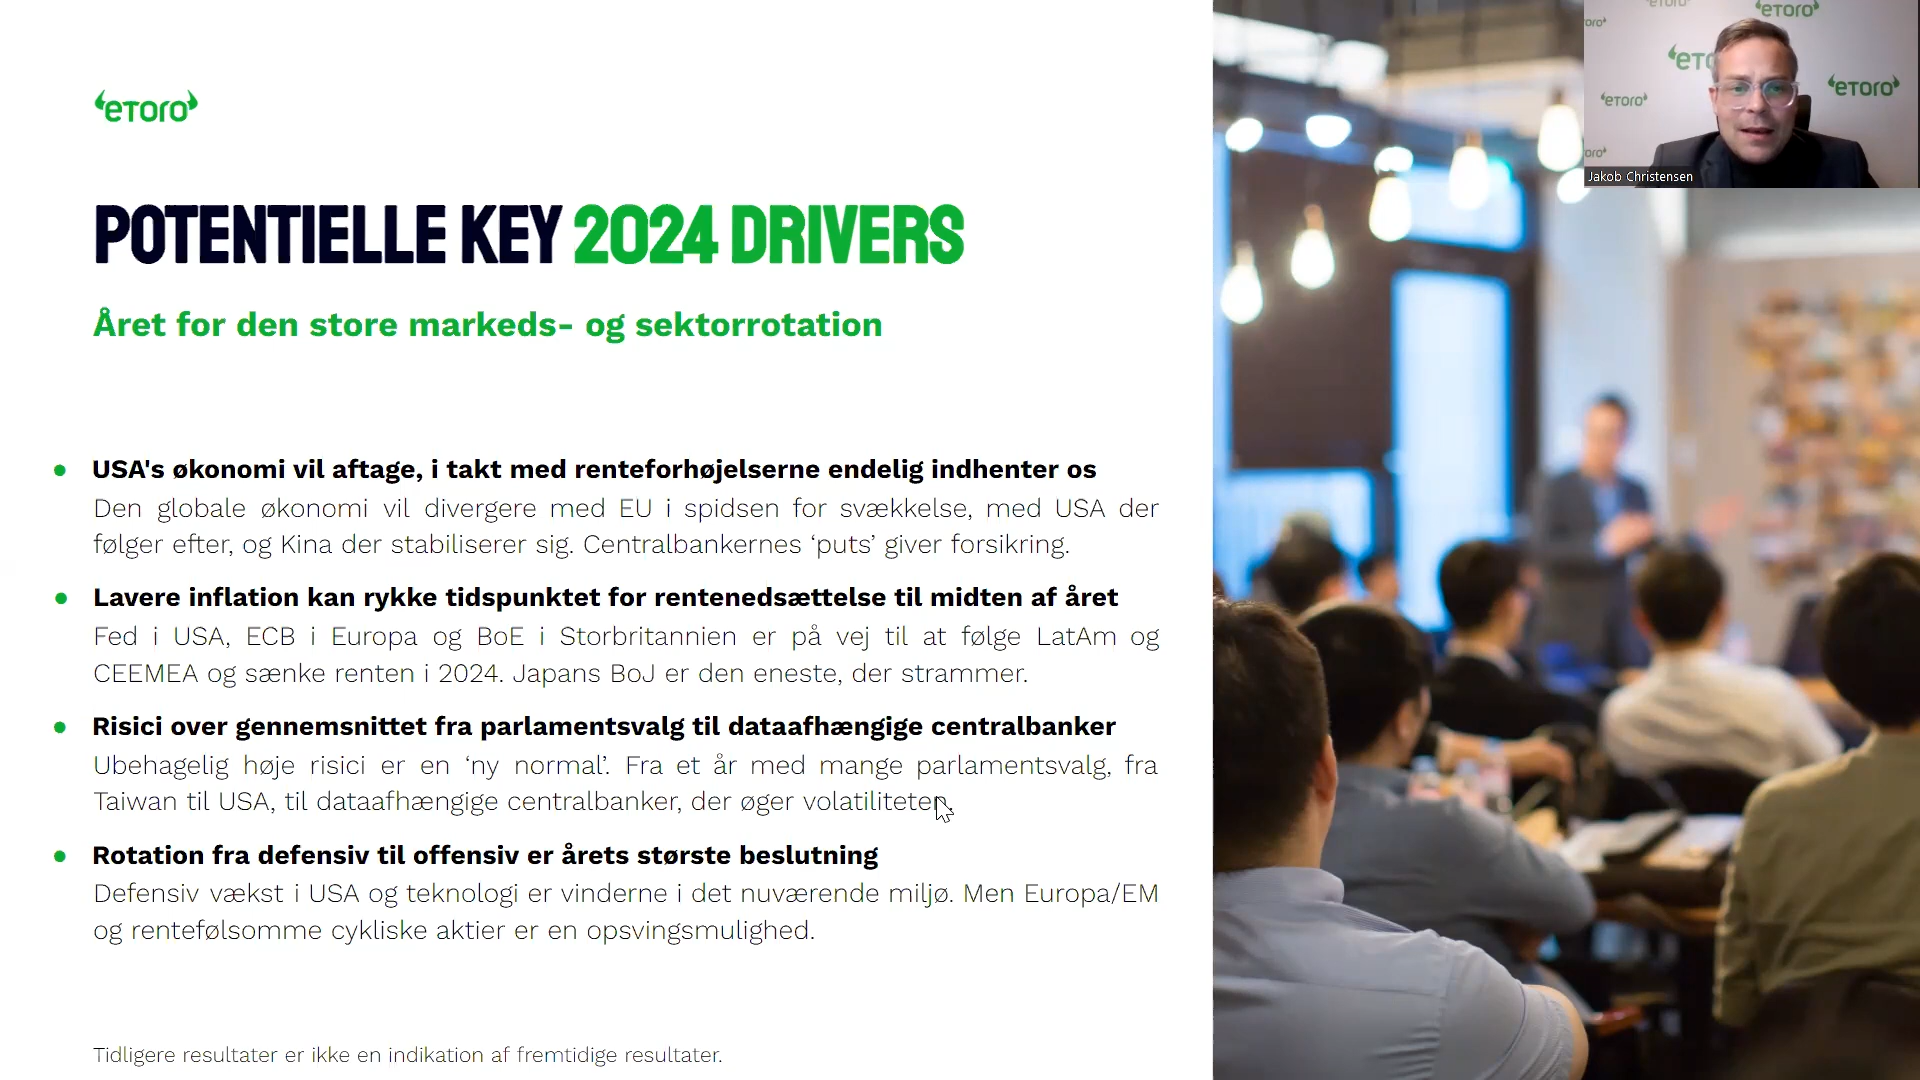 eTORO
POTENTIELLE KEY 2024 DRIVERS
Året for den store markeds- og sektorrotation
USA's økonomi vil aftage, i takt med renteforhøjelserne endelig indhenter os
Den globale økonomi vil divergere med EU i spidsen for svækkelse, med USA der
følger efter, og Kina der stabiliserer sig. Centralbankernes ‘puts’ giver forsikring.
Lavere inflation kan rykke tidspunktet for rentenedsættelse til midten af året
Fed i USA, ECB i Europa og BoE i Storbritannien er på vej til at følge LatAm og
CEEMEA og sænke renten i 2024. Japans BoJ er den eneste, der strammer.
Risici over gennemsnittet fra parlamentsvalg til dataafhængige centralbanker
Ubehagelig høje risici er en ‘ny normal’. Fra et år med mange parlamentsvalg, fra
Taiwan til USA, til dataafhængige centralbanker, der øger volatiliteten.
Rotation fra defensiv til offensiv er årets største beslutning
Defensiv vækst i USA og teknologi er vinderne i det nuværende miljø. Men Europa/EM
og rentefølsomme cykliske aktier er en opsvingsmulighed.
Tidligere resultater er ikke en indikation af fremtidige resultater.
eTORO
eTORO
eTO
eTORO
eTORO
oro
oro
Jakob Christensen